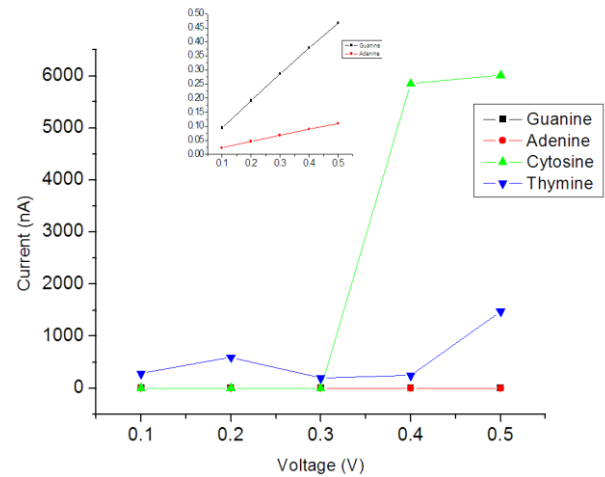 0.50
0.45
0.40
0.35
0.30
0.25
0.20
0.15
0.10
0.05
0.00
0.1 0.2 0.3 0.4 0.5
Guanine
Adenine
6000
5000
4000
3000
2000
1000
0
Current (nA)
Guanine
Adenine
Cytosine
Thymine
0.1 0.2 0.3 0.4 0.5
Voltage (V)